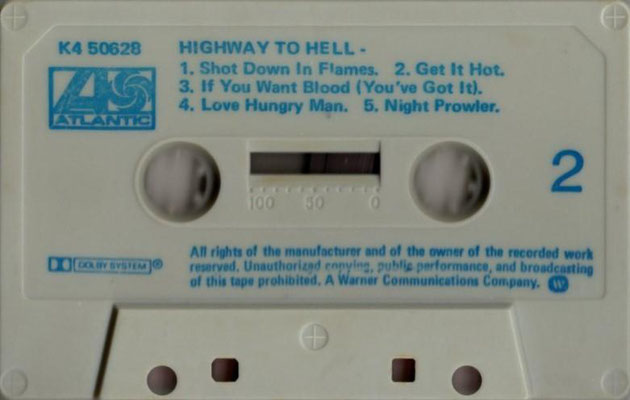 K4 50628
HIGHWAY TO HELL -
1. Shot Down In Flames. 2. Get It Hot.
3. If You Want Blood (You've Got It).
4. Love Hungry Man. 5. Night Prowler.
ATLANTIC
2
100 50 0
DOLBY SYSTEM ®
All rights of the manufacturer and of the owner of the recorded work
reserved. Unauthorized copying, public performance, and broadcasting
of this tape prohibited. A Warner Communications Company.